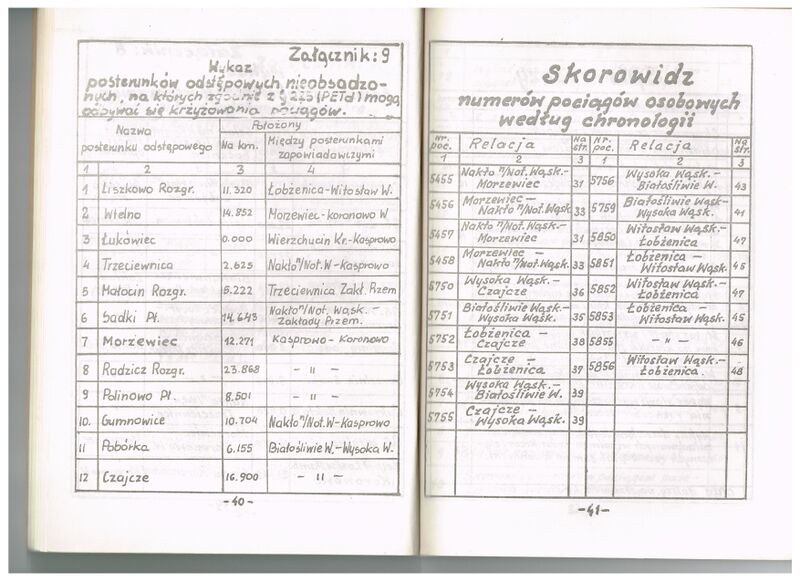 Załącznik: 9
Wykaz
posterunków odstępowych nieobsadzo-
nych, na których zgodnie z § 225 (PETd) mogą
odbywać się krzyżowania pociągów.
Nazwa posterunku odstępowego | Położony
Na km. | Między posterunkami zapowiadawczymi
1 2 3 4
1 Liszkowo Rozgr. 11.320 Łobżenica-Witosław W.
2 Wtelno 14.852 Morzewiec-Koronowo W
3 Łukówiec 0.000 Wierzchucin Kr.-Kasprowo
4 Trzeciewnica 2.625 Nakło n/Not.W-Kasprowo
5 Małocin Rozgr. 5.222 Trzeciewnica Zakł. Przem
6 Sadki Pł. 14.643 Nakło n/Not. Wąsk.- Zakłady Przem.
7 Morzewiec 12.271 Kasprowo-Koronowo
8 Radzicz Rozgr. 23.868 - ıı -
9 Polinowo Pł. 8.501 - ıı -
10. Gumnowice 10.704 Nakło n/Not.W-Kasprowo
11 Pobórka 6.155 Białośliwie W.-Wysoka W.
12 Czajcze 16.900 - ıı -
-40-
Skorowidz
numerów pociągów osobowych
według chronologii
Nr. poc. Relacja Na str. Nr. poc. Relacja Na str.
1 2 3 1 2 3
5455 Nakło n/Not.Wąsk.- Morzewiec 31 5756 Wysoka Wąsk.- Białośliwie W. 43
5456 Morzewiec - Nakło n/Not.Wąsk. 33 5759 Białośliwie Wąsk.- Wysoka Wąsk. 41
5457 Nakło n/Not.Wąsk.- Morzewiec 31 5850 Witosław Wąsk.- Łobżenica 47
5458 Morzewiec - Nakło n/Not.Wąsk. 33 5851 Łobżenica - Witosław Wąsk. 45
5750 Wysoka Wąsk.- Czajcze 36 5852 Witosław Wąsk.- Łobżenica 47
5751 Białośliwie Wąsk- Wysoka Wąsk. 35 5853 Łobżenica - Witosław Wąsk. 45
5752 Łobżenica - Czajcze 38 5855 - ıı - 46
5753 Czajcze - Łobżenica 37 5856 Witosław Wąsk.- Łobżenica. 48
5754 Wysoka Wąsk.- Białośliwie W. 39
5755 Czajcze - Wysoka Wąsk. 39
-41-